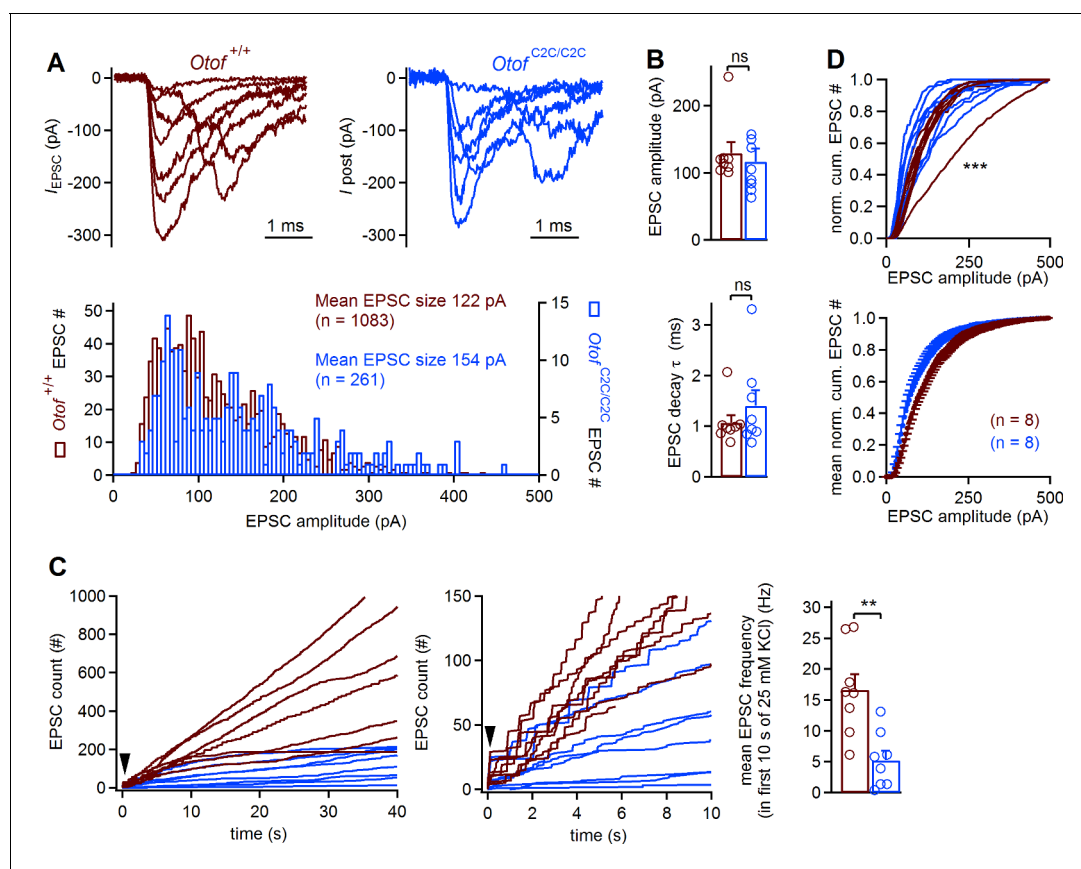 A
Otof +/+
0
-100
-200
-300
I EPSC (pA)
1 ms
Otof C2C/C2C
0
-100
-200
-300
I post (pA)
1 ms
50
40
30
20
10
0
Otof +/+ EPSC #
Mean EPSC size 122 pA
(n = 1083)
Mean EPSC size 154 pA
(n = 261)
15
10
5
0
Otof C2C/C2C EPSC #
0 100 200 300 400 500
EPSC amplitude (pA)
B
ns
200
100
0
EPSC amplitude (pA)
ns
3
2
1
0
EPSC decay τ (ms)
D
1.0
0.8
0.6
0.4
0.2
0.0
norm. cum. EPSC #
***
0 250 500
EPSC amplitude (pA)
1.0
0.8
0.6
0.4
0.2
0.0
mean norm. cum. EPSC #
(n = 8)
(n = 8)
0 250 500
EPSC amplitude (pA)
C
1000
800
600
400
200
0
EPSC count (#)
0 10 20 30 40
time (s)
150
100
50
0
EPSC count (#)
0 2 4 6 8 10
time (s)
mean EPSC frequency
(in first 10 s of 25 mM KCl) (Hz)
30
25
20
15
10
5
0
**